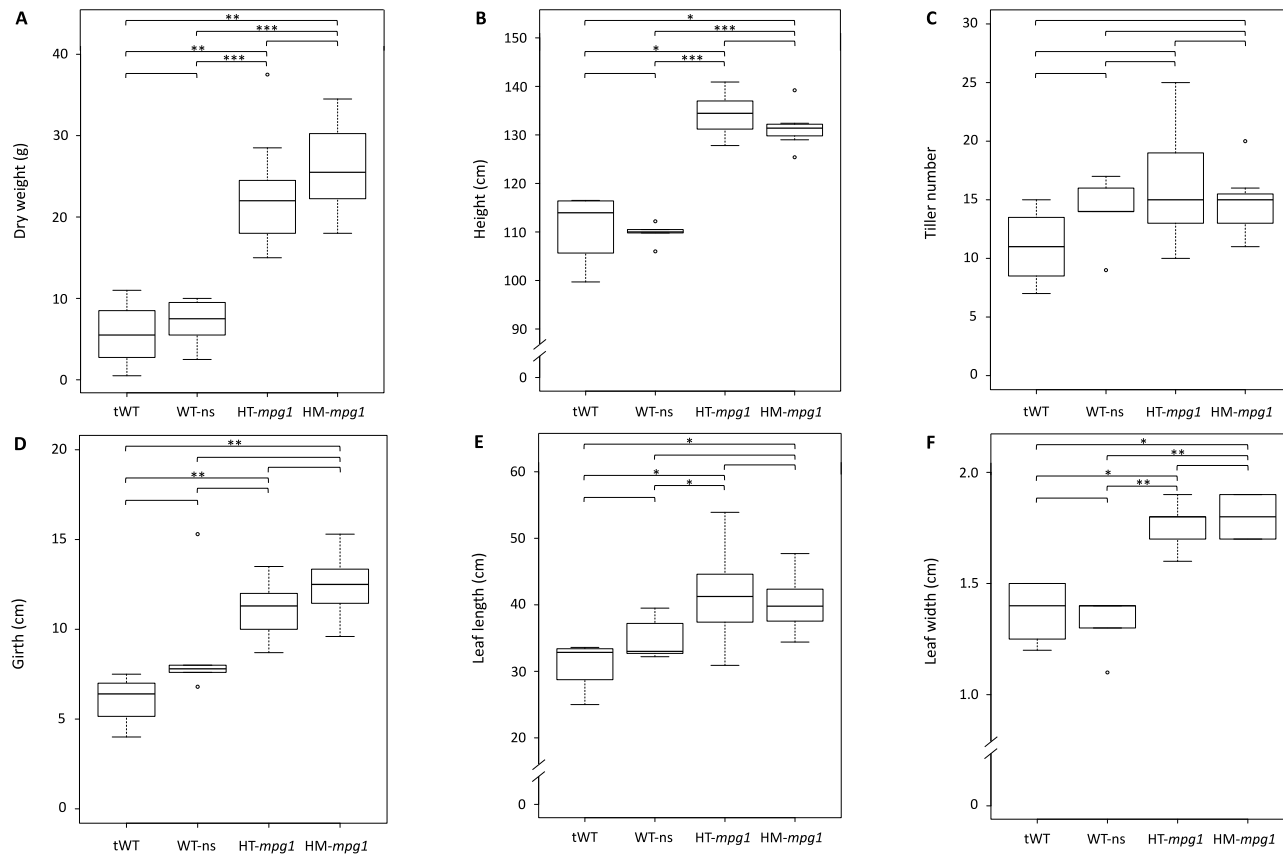 A
Dry weight (g)
40
30
20
10
0
**
***
**
***
tWT WT-ns HT-mpg1 HM-mpg1
B
Height (cm)
150
140
130
120
110
100
90
0
*
***
*
***
tWT WT-ns HT-mpg1 HM-mpg1
C
Tiller number
30
25
20
15
10
5
0
tWT WT-ns HT-mpg1 HM-mpg1
D
Girth (cm)
20
15
10
5
0
**
**
tWT WT-ns HT-mpg1 HM-mpg1
E
Leaf length (cm)
60
50
40
30
20
0
*
*
*
tWT WT-ns HT-mpg1 HM-mpg1
F
Leaf width (cm)
2.0
1.5
1.0
0
*
**
*
**
tWT WT-ns HT-mpg1 HM-mpg1